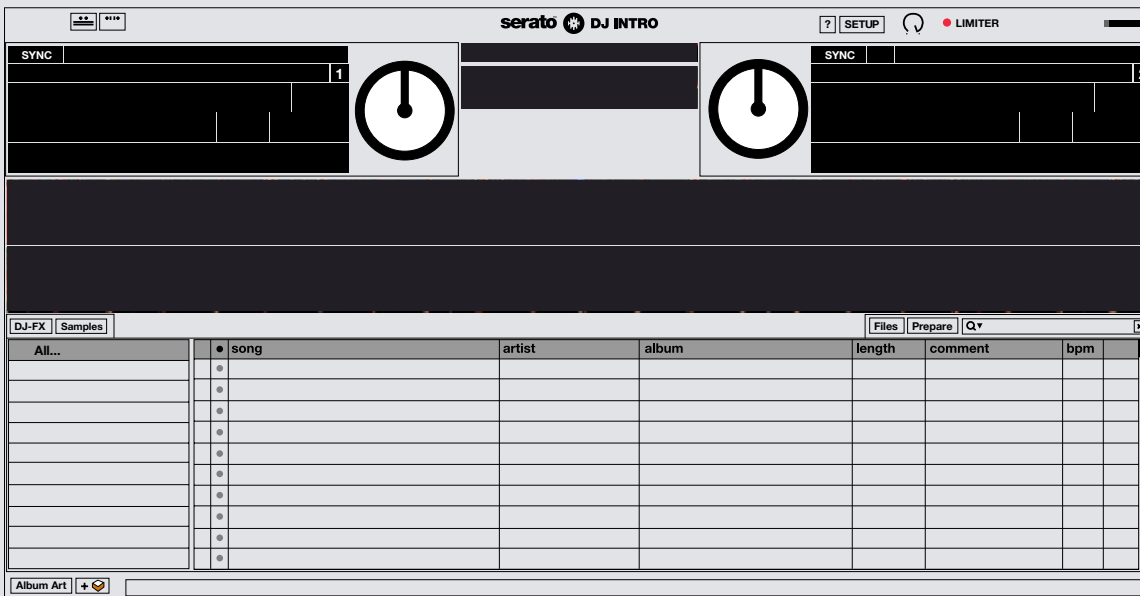 serato DJ INTRO
? SETUP
LIMITER
SYNC
1
SYNC
DJ-FX Samples
Files Prepare
All...
song artist album length comment bpm
Album Art +